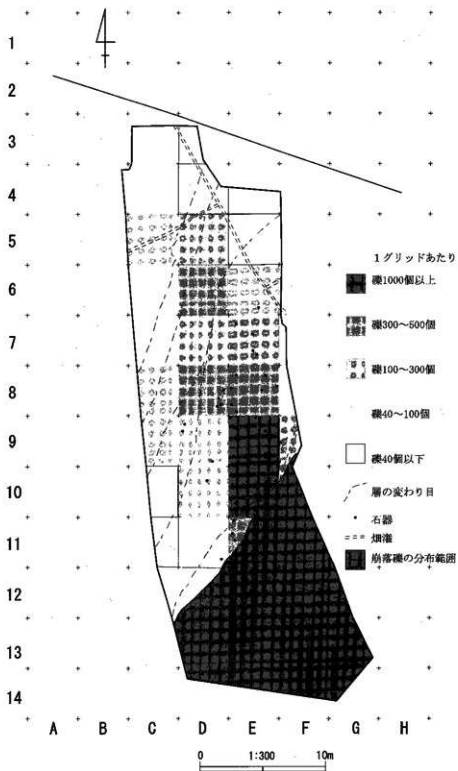 1
2
3
4
5
6
7
8
9
10
11
12
13
14
A B C D E F G H
1グリッドあたり
礫1000個以上
礫300〜500個
礫100〜300個
礫40〜100個
礫40個以下
層の変わり目
石器
畑溝
崩落礫の分布範囲
0 1:300 10m